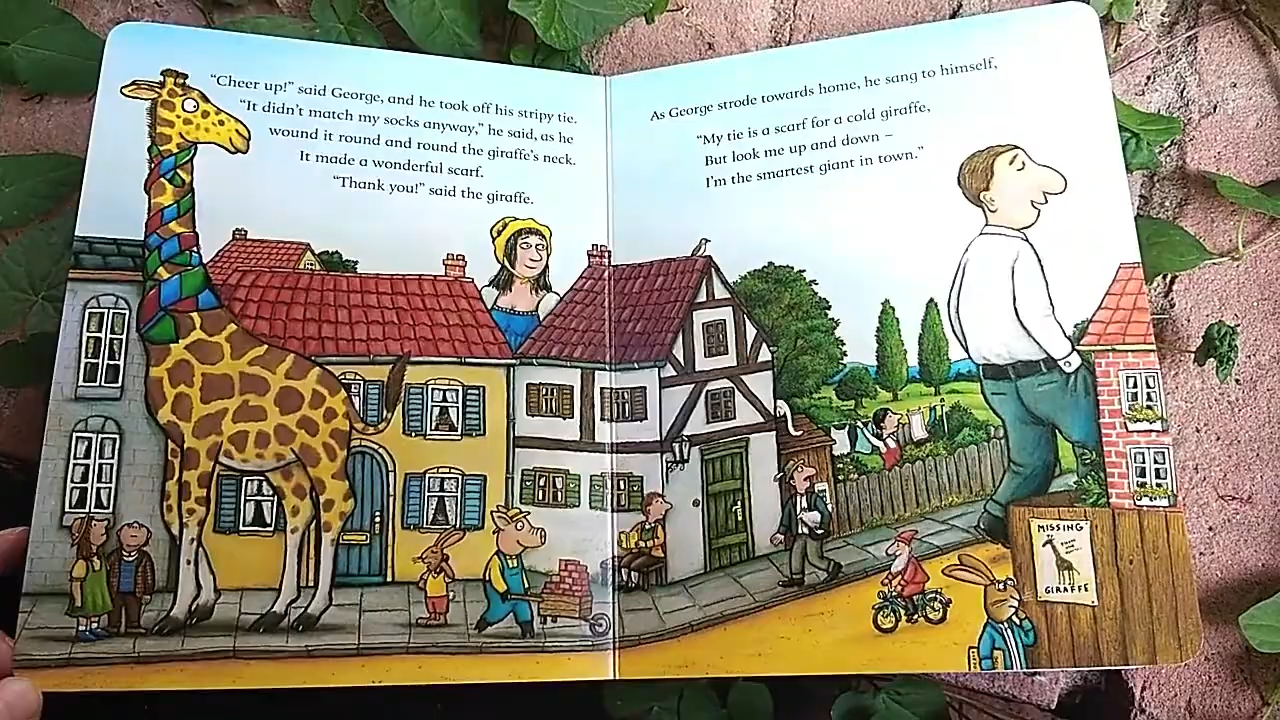 “Cheer up!” said George, and he took off his stripy tie.
“It didn’t match my socks anyway,” he said, as he
wound it round and round the giraffe’s neck.
It made a wonderful scarf.
“Thank you!” said the giraffe.
As George strode towards home, he sang to himself,
“My tie is a scarf for a cold giraffe,
But look me up and down –
I’m the smartest giant in town.”
MISSING
GIRAFFE